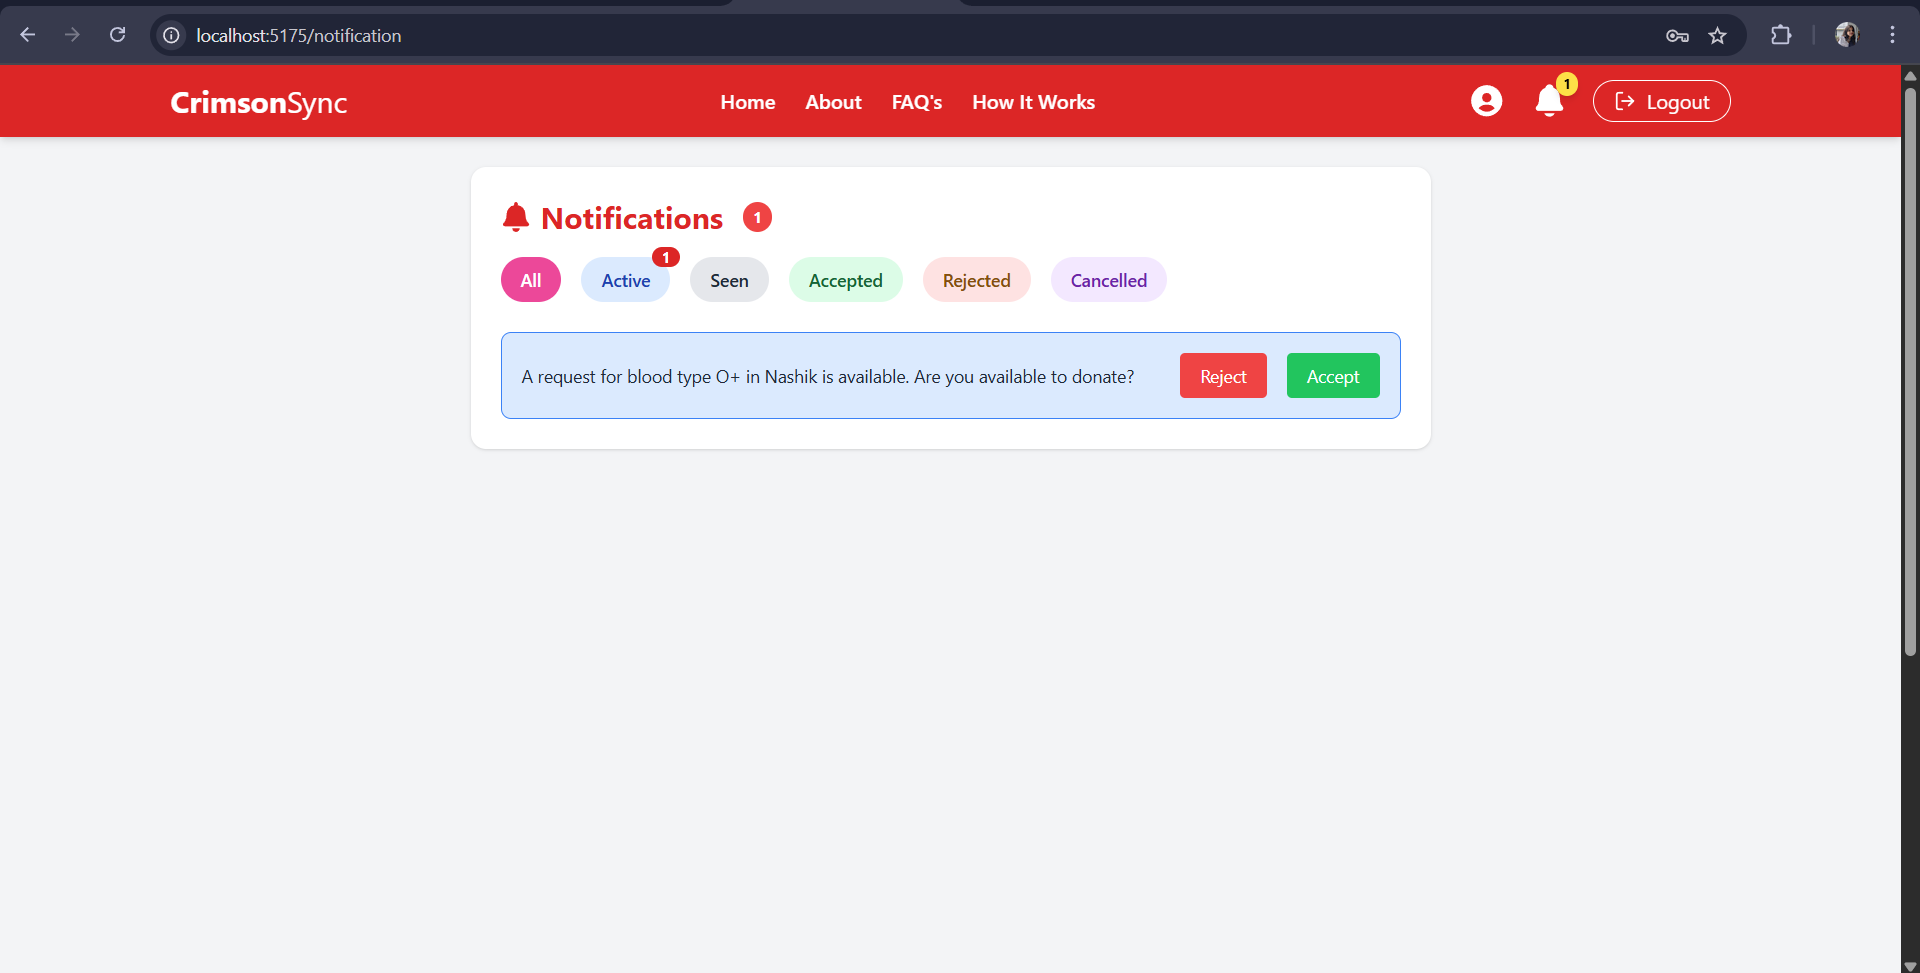 localhost:5175/notification
CrimsonSync Home About FAQ's How It Works 1 Logout
Notifications 1
All Active 1 Seen Accepted Rejected Cancelled
A request for blood type O+ in Nashik is available. Are you available to donate? Reject Accept